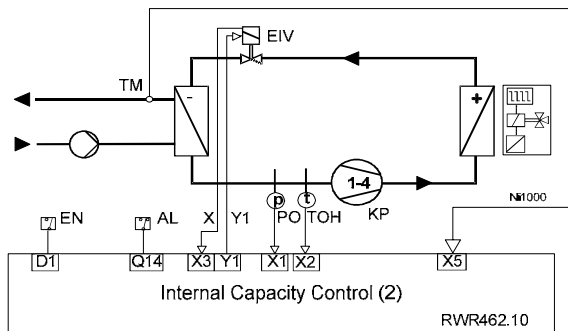 EIV
TM
-
+
1-4
p
t
EN
AL
X
Y1
PO
TOH
KP
Ni1000
D1
Q14
X3
Y1
X1
X2
X5
Internal Capacity Control (2)
RWR462.10